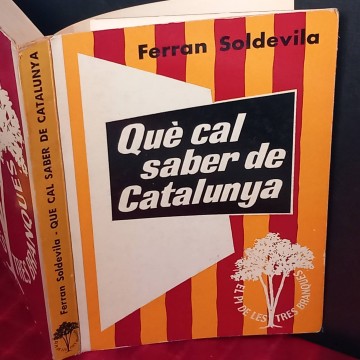 Ferran Soldevila
Què cal
saber de
Catalunya
EL PI DE LES TRES BRANQUES
Ferran Soldevila - QUE CAL SABER DE CATALUNYA
BRANQUES